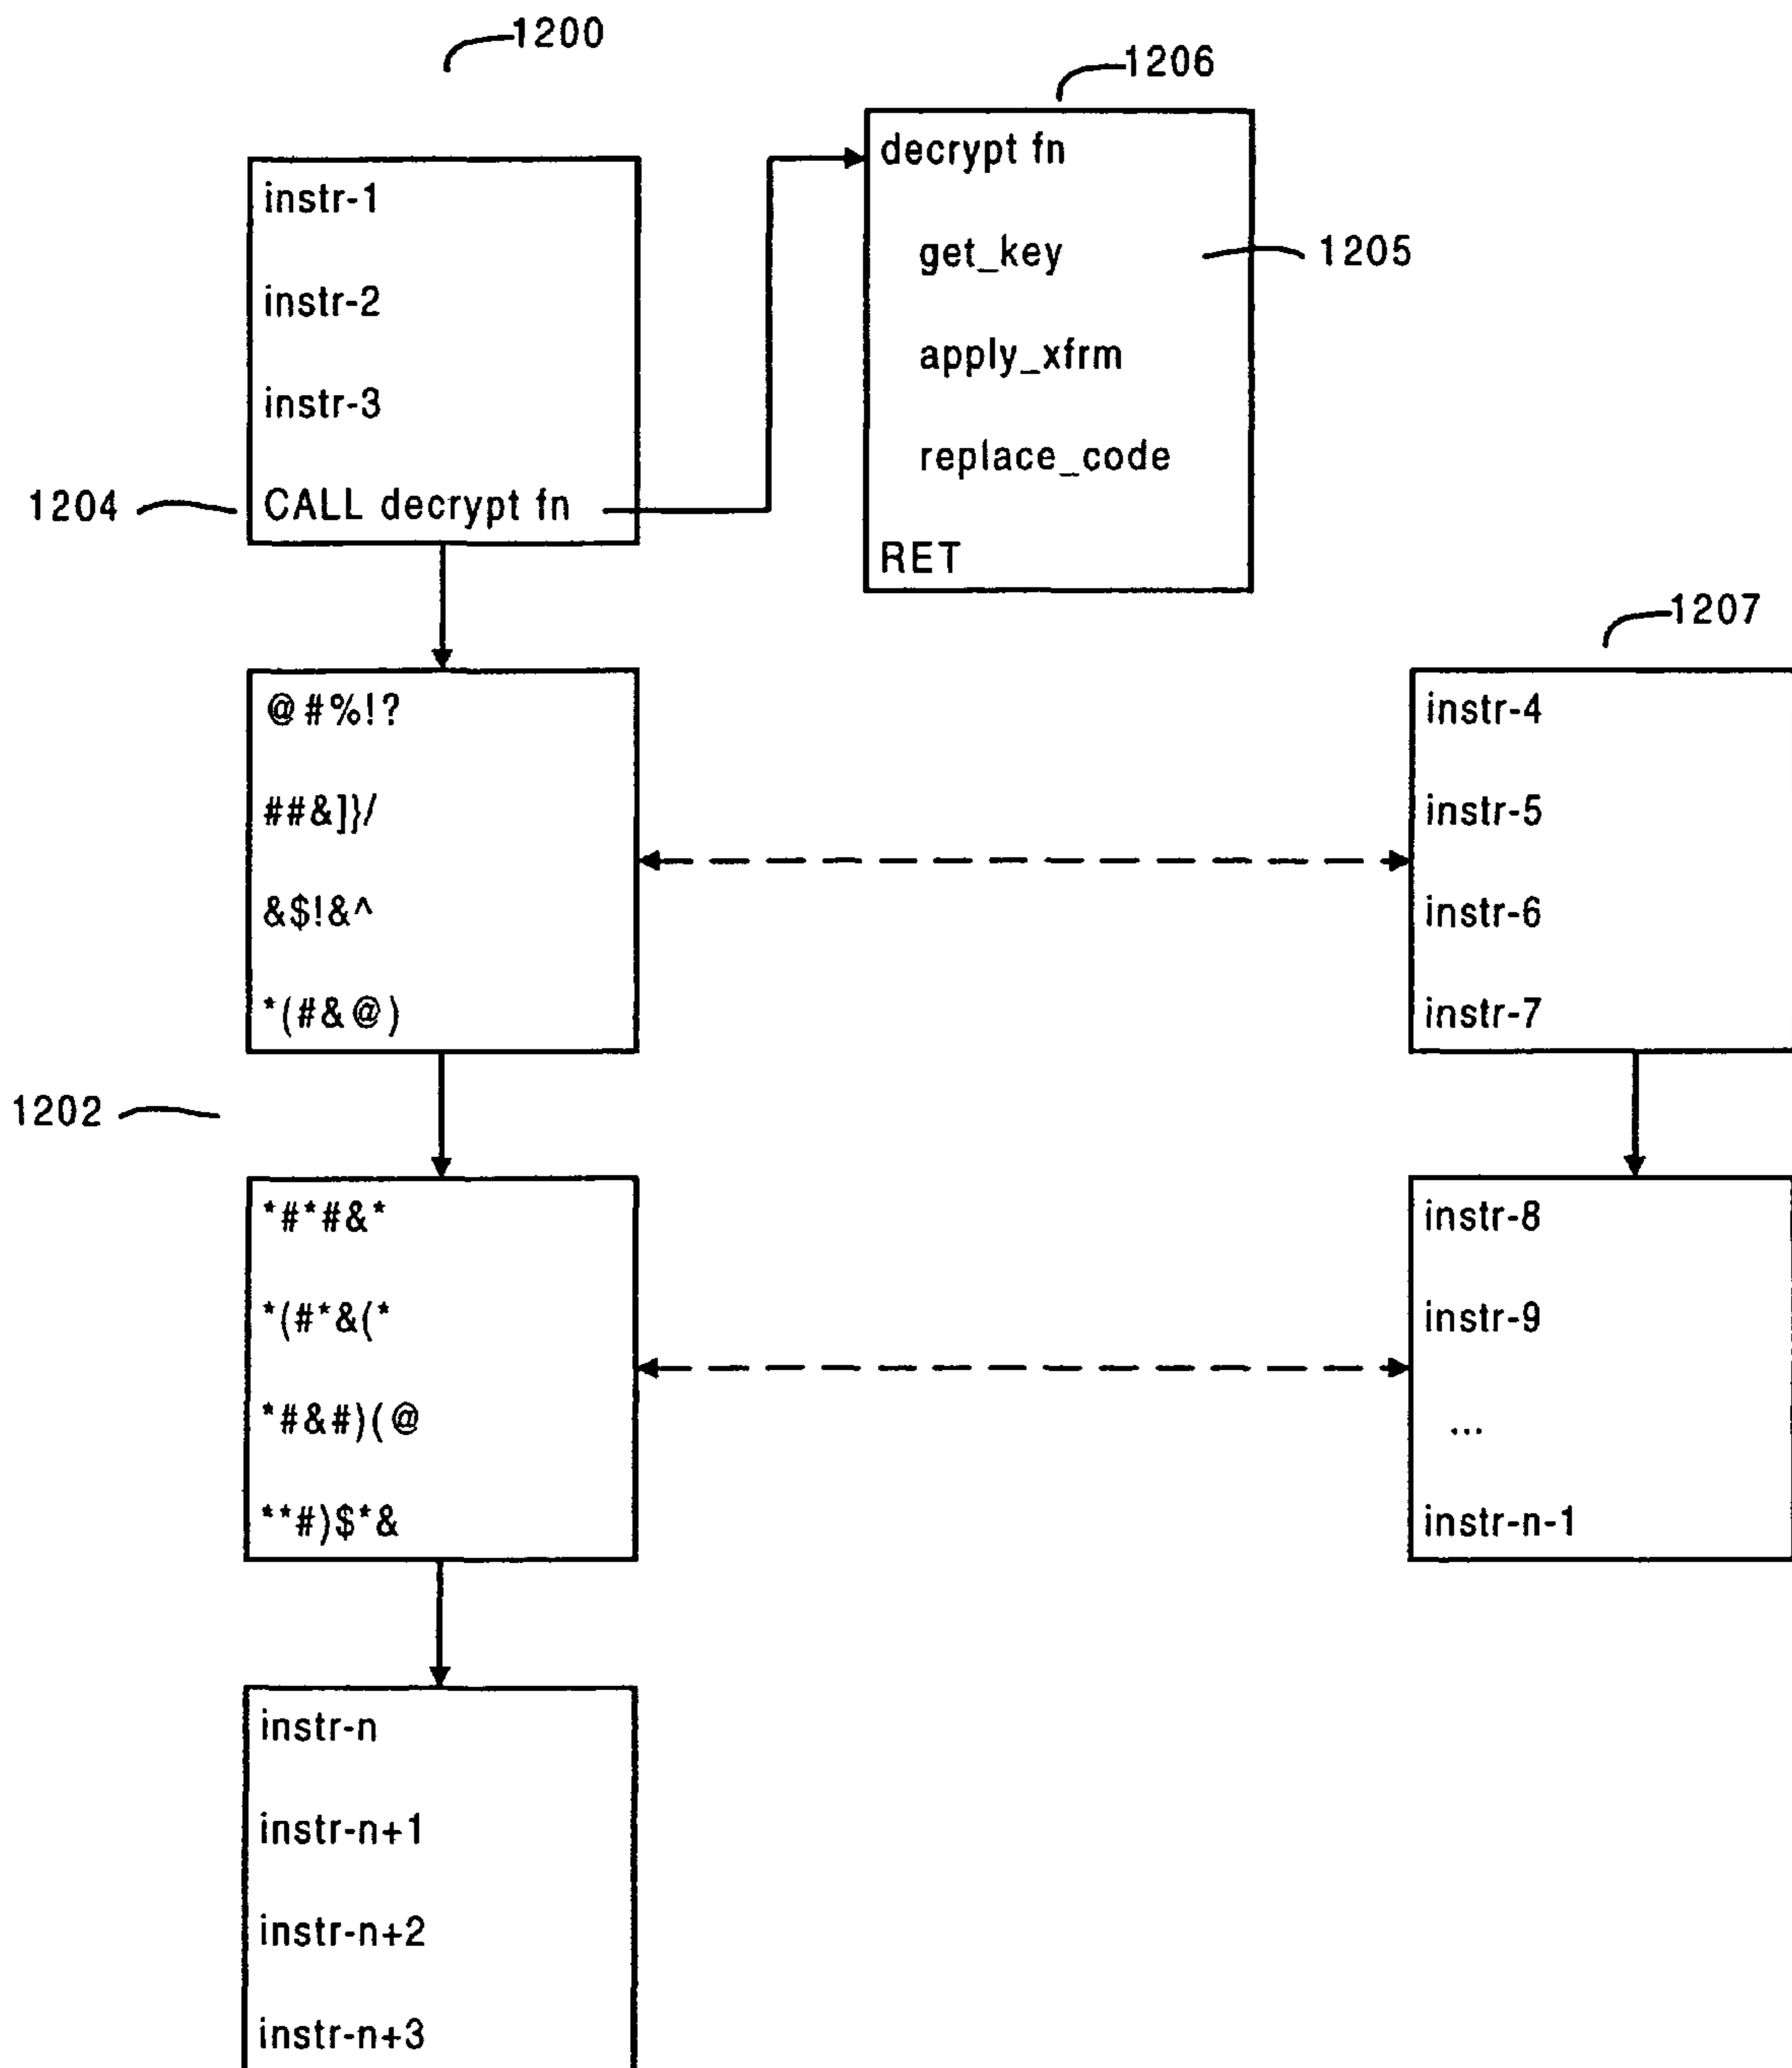 1200
1206
decrypt fn
instr-1
get_key
1205
instr-2
apply_xfrm
instr-3
replace_code
1204
CALL decrypt fn
RET
1207
@#%!?
instr-4
##&]}/
instr-5
&$!&^
instr-6
*(#&@)
instr-7
1202
*#*#&*
instr-8
*(#*&(*
instr-9
*#&#)(@
...
**#)$*&
instr-n-1
instr-n
instr-n+1
instr-n+2
instr-n+3